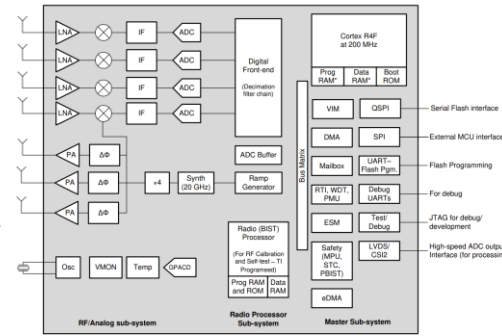 LNA
IF
ADC
LNA
IF
ADC
LNA
IF
ADC
LNA
IF
ADC
Digital
Front-end
(Decimation
filter chain)
PA
ΔΦ
PA
ΔΦ
PA
ΔΦ
x4
Synth
(20 GHz)
ADC Buffer
Ramp
Generator
Osc
VMON
Temp
GPADC
RF/Analog sub-system
Radio (BIST)
Processor
(For RF Calibration
and Self-test – TI
Programmed)
Prog RAM
and ROM
Data
RAM
Radio Processor
Sub-system
Bus Matrix
Cortex R4F
at 200 MHz
Prog
RAM*
Data
RAM*
Boot
ROM
VIM
QSPI
Serial Flash interface
DMA
SPI
External MCU interface
Mailbox
UART–
Flash Pgm.
Flash Programming
RTI, WDT,
PMU
Debug
UARTs
For debug
ESM
Test/
Debug
JTAG for debug/
development
Safety
(MPU,
STC,
PBIST)
LVDS/
CSI2
High-speed ADC outpu
Interface (for processin
eDMA
Master Sub-system